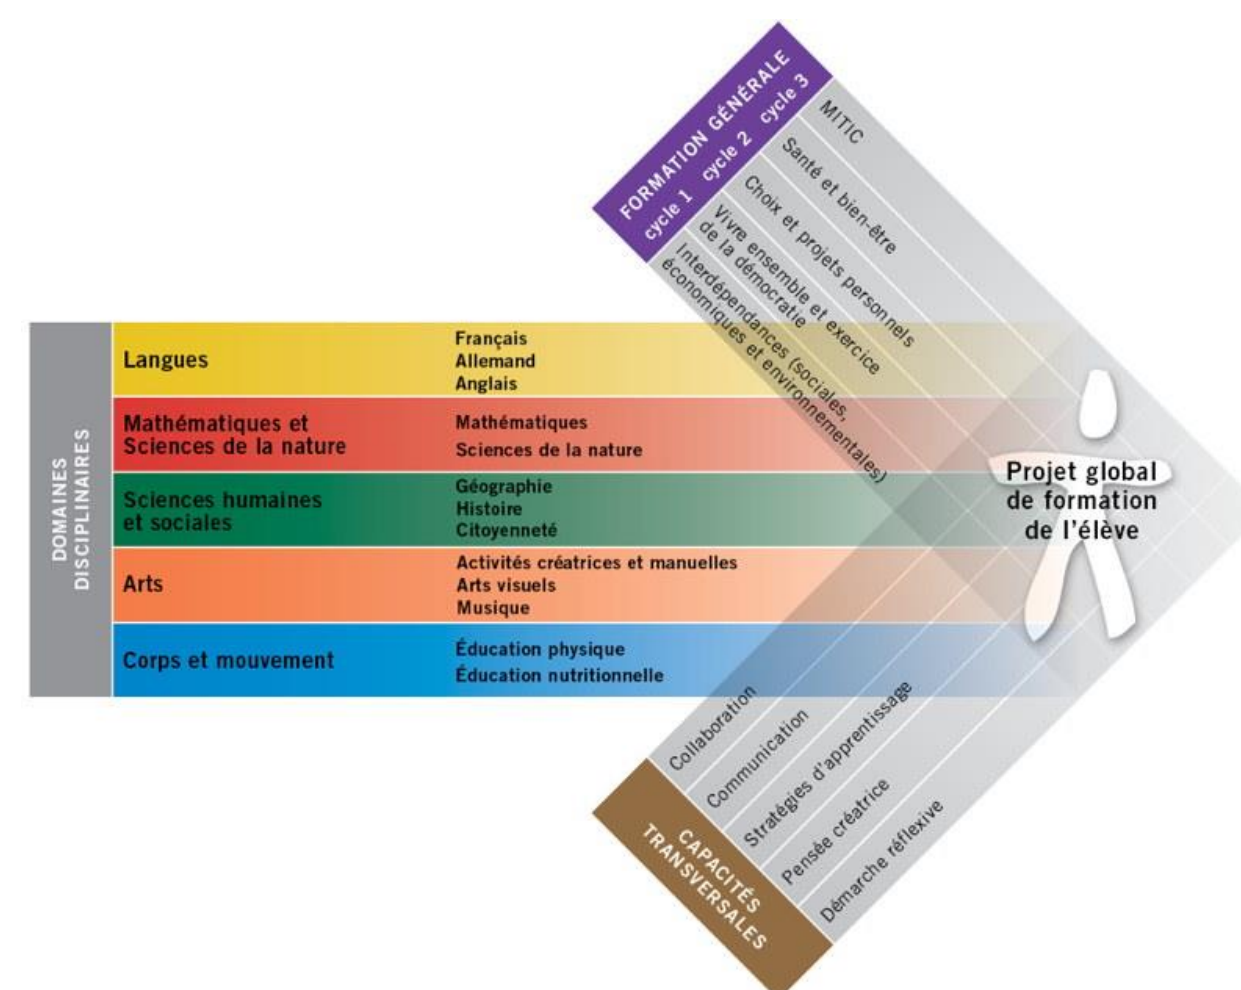 FORMATION GÉNÉRALE
cycle 1 cycle 2 cycle 3
MITIC
Santé et bien-être
Choix et projets personnels
Vivre ensemble et exercice
de la démocratie
Interdépendances (sociales,
économiques et environnementales)
DOMAINES
DISCIPLINAIRES
Langues
Français
Allemand
Anglais
Mathématiques et
Sciences de la nature
Mathématiques
Sciences de la nature
Sciences humaines
et sociales
Géographie
Histoire
Citoyenneté
Arts
Activités créatrices et manuelles
Arts visuels
Musique
Corps et mouvement
Éducation physique
Éducation nutritionnelle
Projet global
de formation
de l'élève
Collaboration
Communication
Stratégies d'apprentissage
Pensée créatrice
Démarche réflexive
CAPACITÉS
TRANSVERSALES